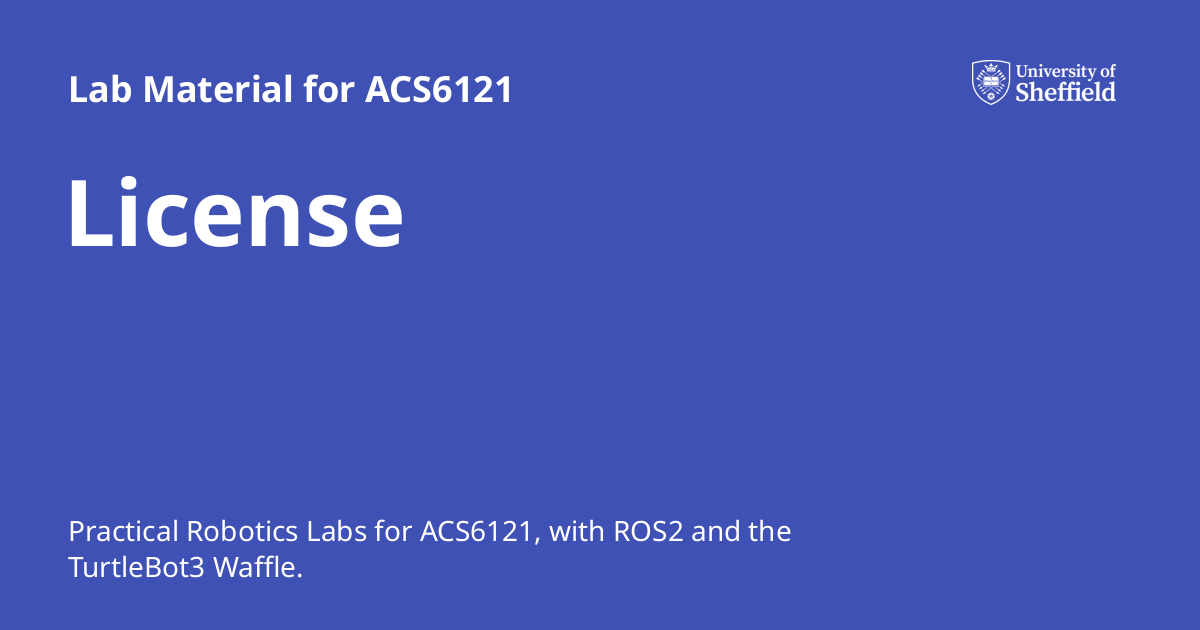 Lab Material for ACS6121
University of
Sheffield
License
Practical Robotics Labs for ACS6121, with ROS2 and the
TurtleBot3 Waffle.